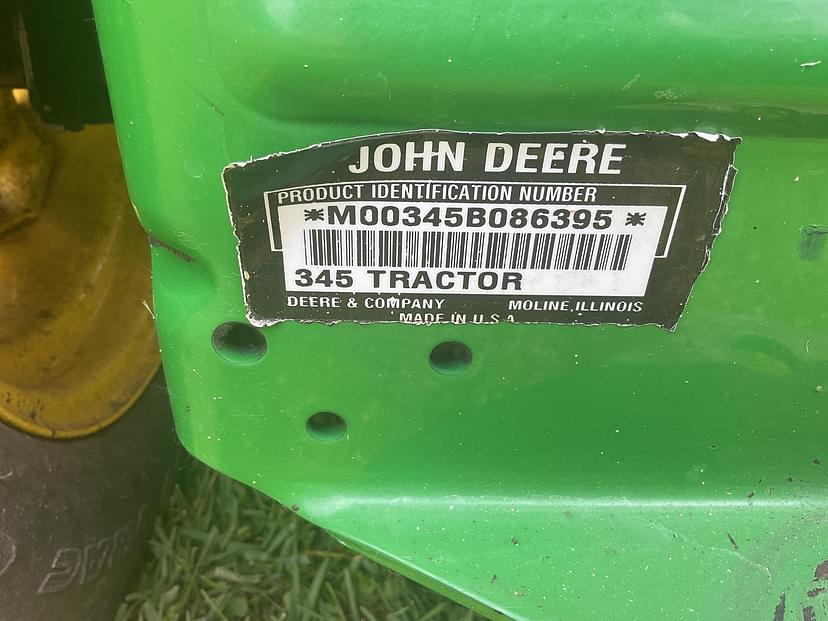 JOHN DEERE
PRODUCT IDENTIFICATION NUMBER
*M00345B086395*
345 TRACTOR
DEERE & COMPANY MOLINE, ILLINOIS
MADE IN U.S.A.